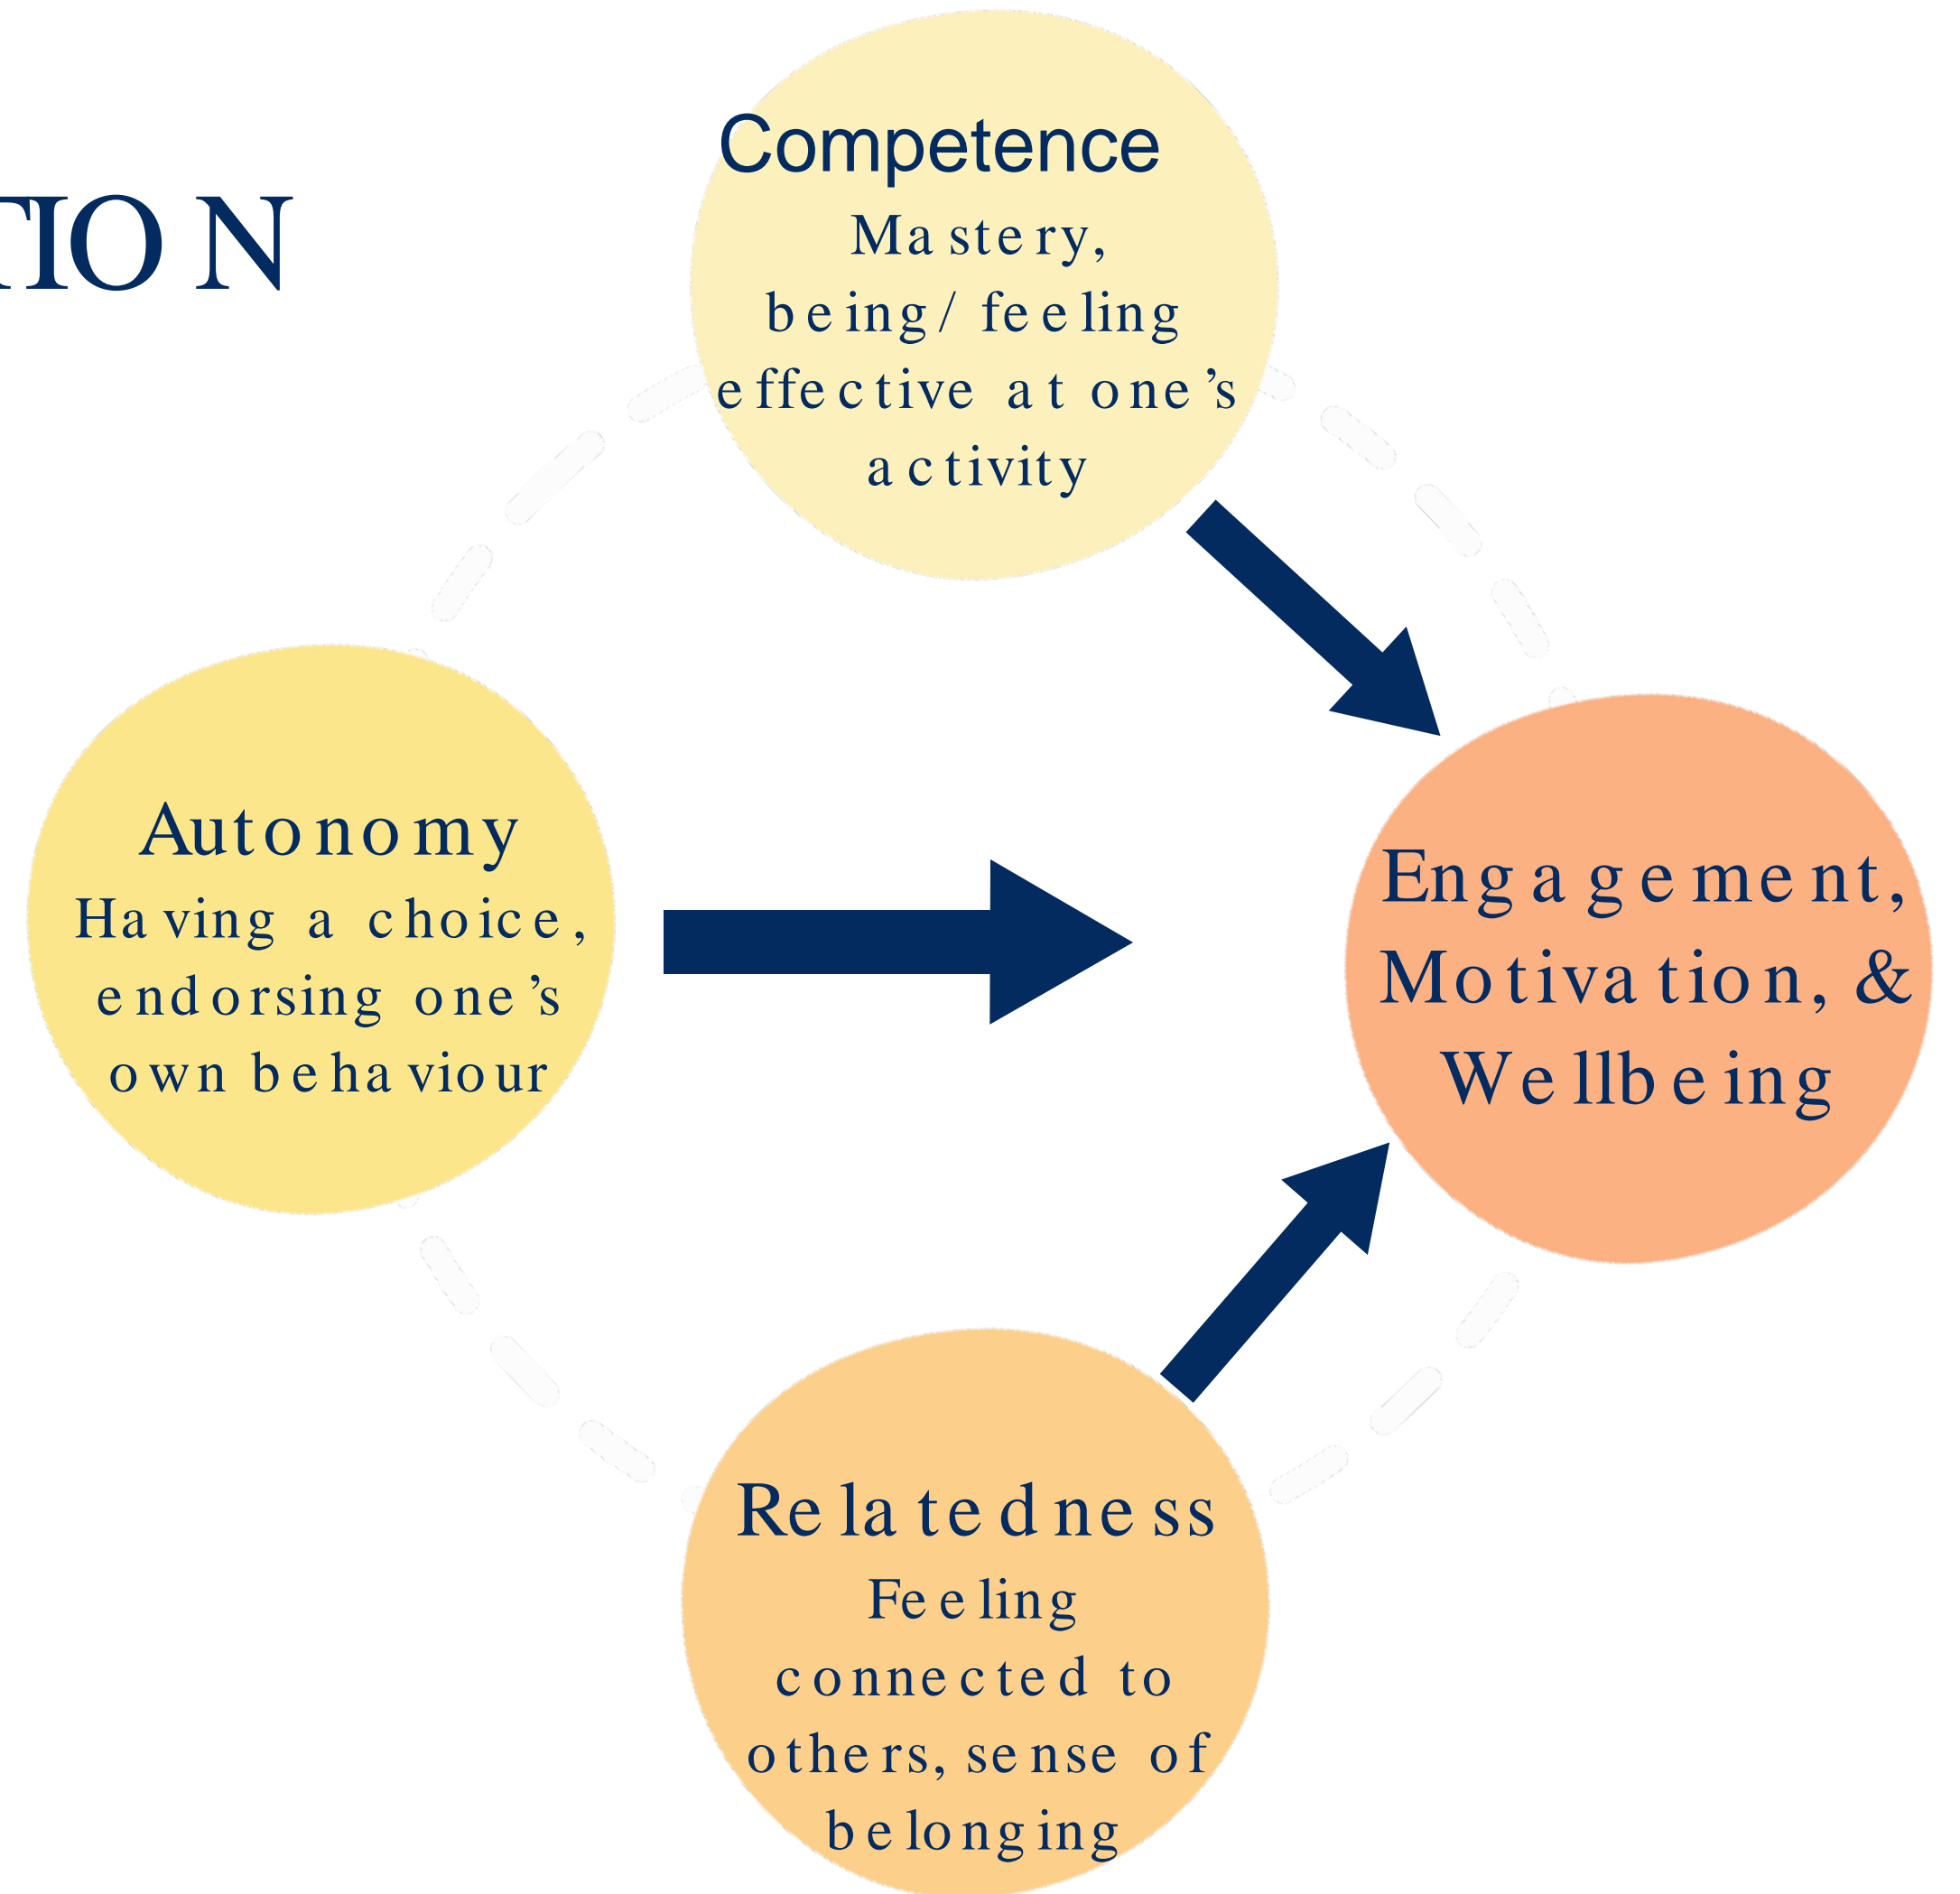 TION
Competence
Mastery,
being/ feeling
effective at one’s
activity
Autonomy
Having a choice,
endorsing one’s
own behaviour
Engagement,
Motivation, &
Wellbeing
Relatedness
Feeling
connected to
others, sense of
belonging